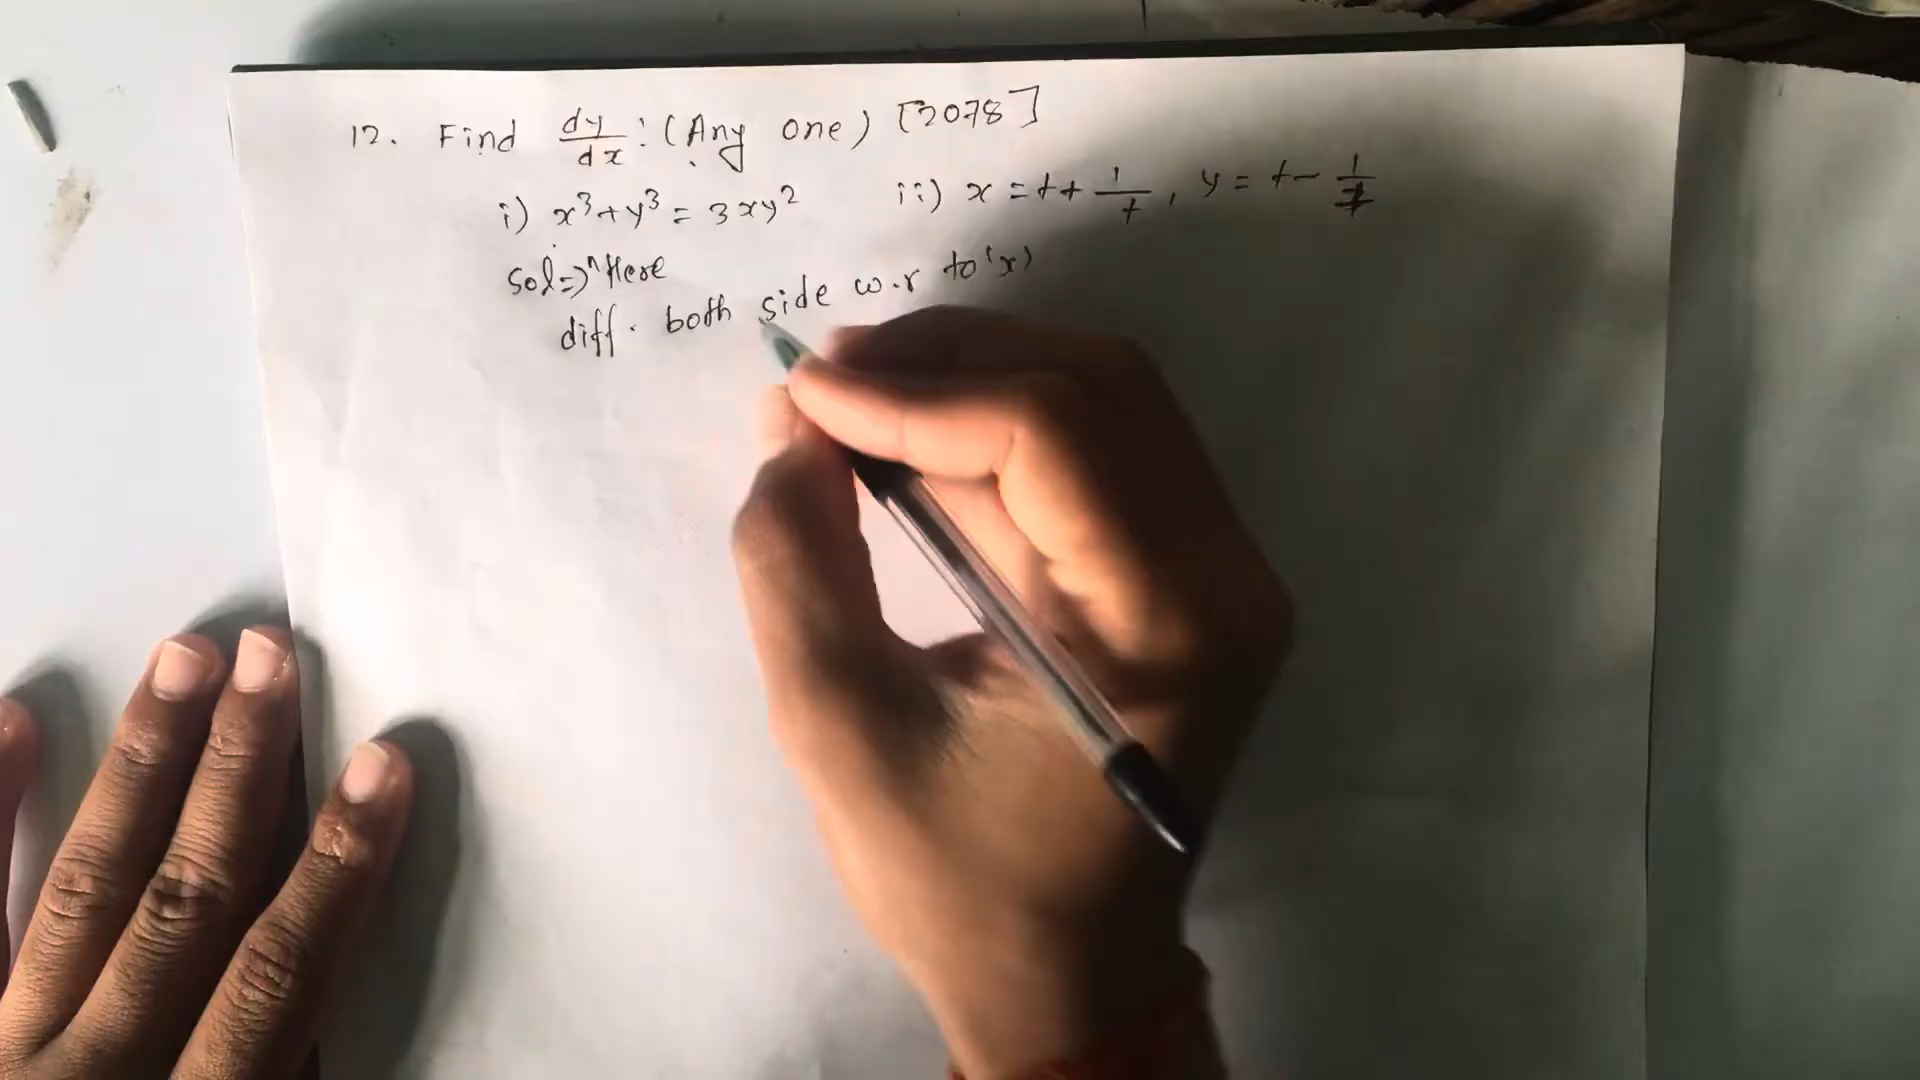 12. Find dy/dx : (Any one) [2078]
i) x³+y³ = 3xy² ii) x = t + 1/t, y = t - 1/t
sol⇒ⁿ Here
diff. both side w.r to 'x)